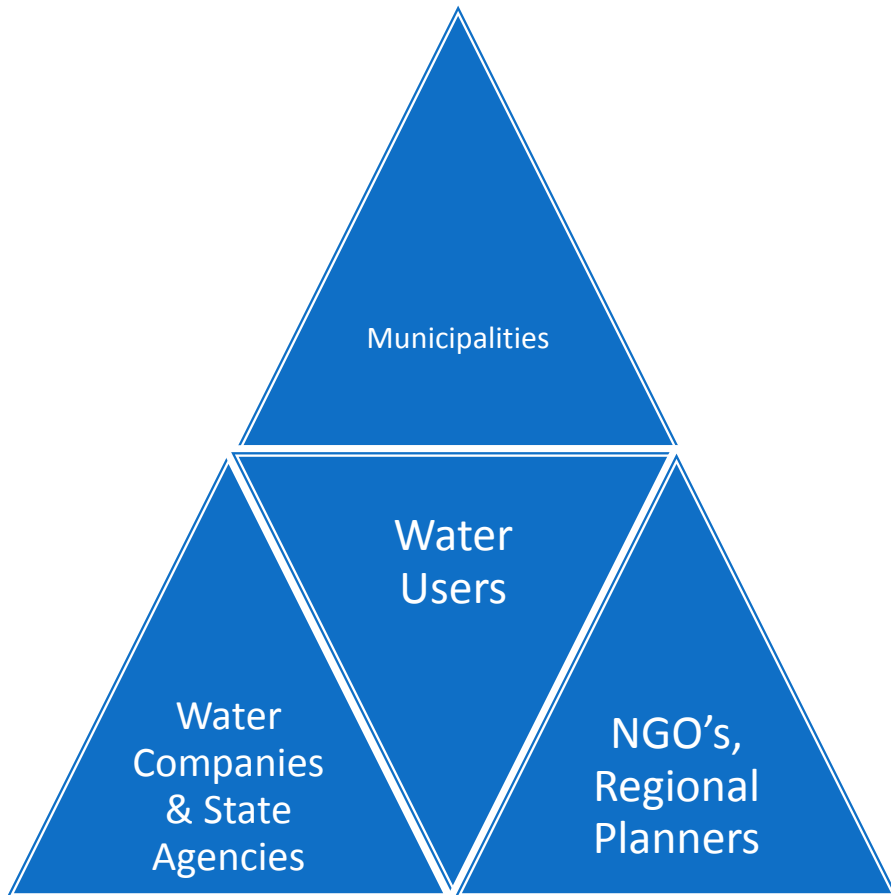 Municipalities
Water
Users
Water
Companies
& State
Agencies
NGO’s,
Regional
Planners